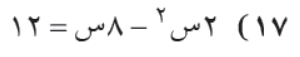 ١٧) ٢س٢ – ٨س = ١٢